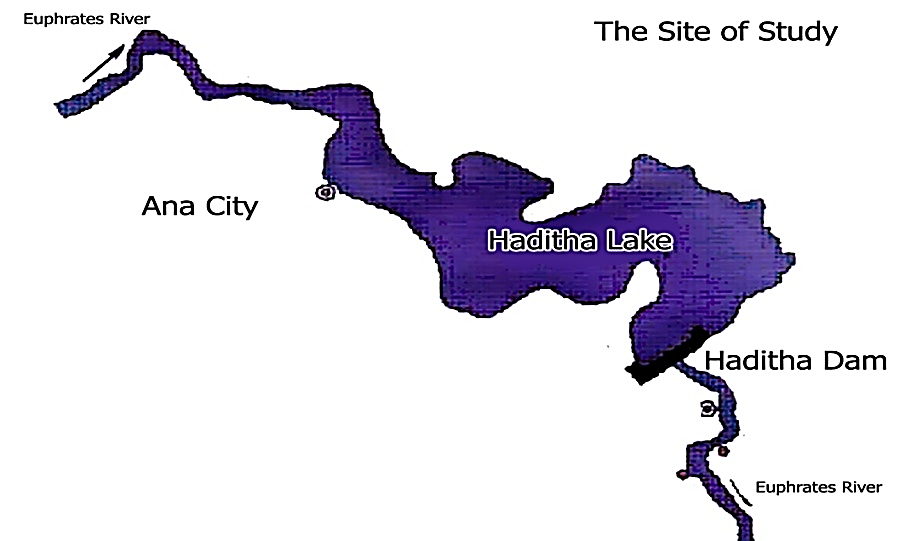 Euphrates River
The Site of Study
Ana City
Haditha Lake
Haditha Dam
Euphrates River